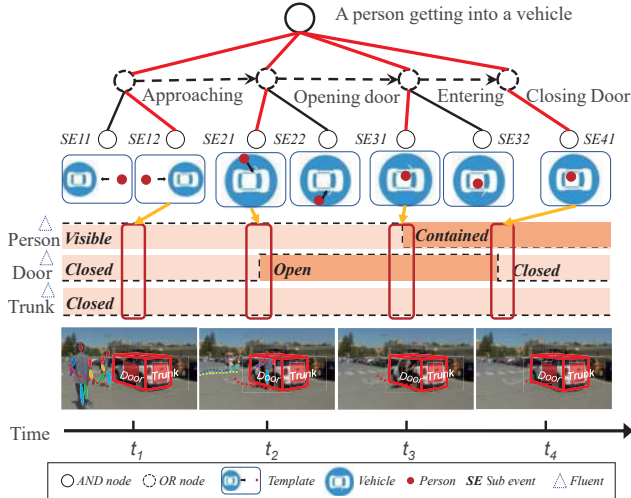 A person getting into a vehicle
Approaching Opening door Entering Closing Door
SE11 SE12 SE21 SE22 SE31 SE32 SE41
Person Visible Contained
Door Closed Open Closed
Trunk Closed
Door Trunk Door Trunk Door Trunk Door Trunk
Time t1 t2 t3 t4
AND node OR node Template Vehicle Person SE Sub event Fluent